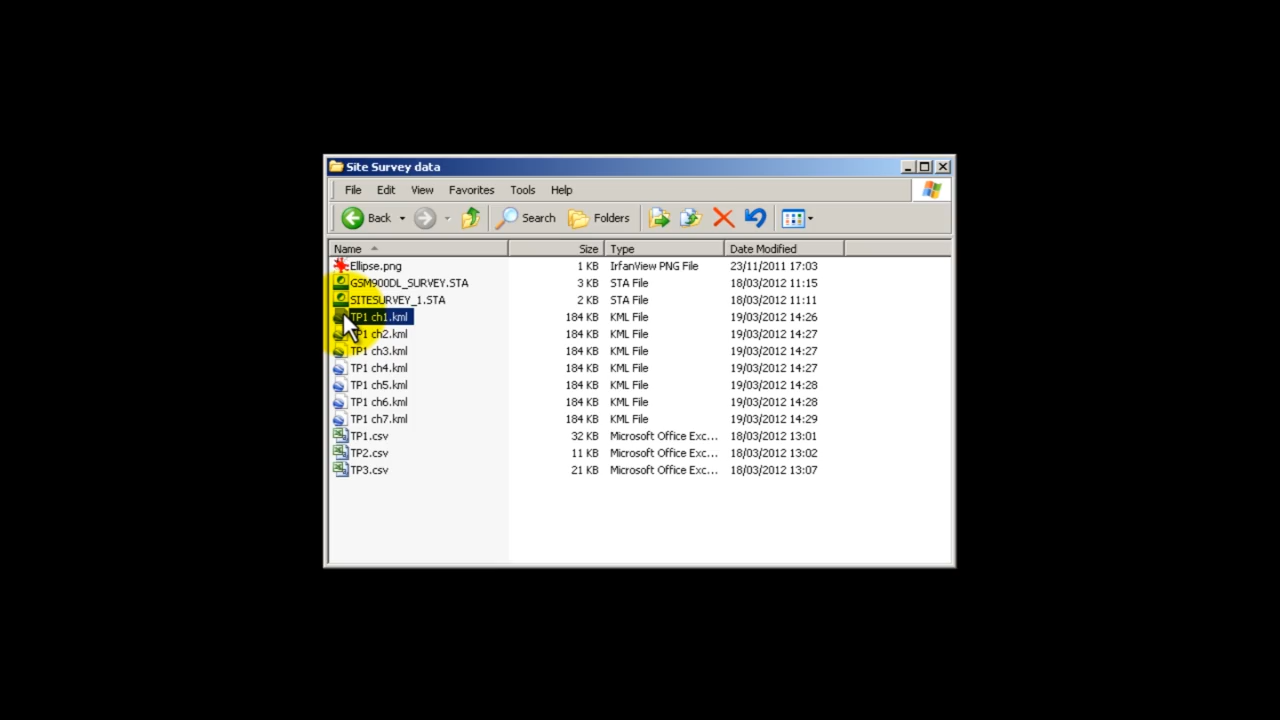 Site Survey data
File Edit View Favorites Tools Help
Back Search Folders
Name Size Type Date Modified
Ellipse.png 1 KB IrfanView PNG File 23/11/2011 17:03
GSM900DL_SURVEY.STA 3 KB STA File 18/03/2012 11:15
SITESURVEY_1.STA 2 KB STA File 18/03/2012 11:11
TP1 ch1.kml 184 KB KML File 19/03/2012 14:26
TP1 ch2.kml 184 KB KML File 19/03/2012 14:27
TP1 ch3.kml 184 KB KML File 19/03/2012 14:27
TP1 ch4.kml 184 KB KML File 19/03/2012 14:27
TP1 ch5.kml 184 KB KML File 19/03/2012 14:28
TP1 ch6.kml 184 KB KML File 19/03/2012 14:28
TP1 ch7.kml 184 KB KML File 19/03/2012 14:29
TP1.csv 32 KB Microsoft Office Exc... 18/03/2012 13:01
TP2.csv 11 KB Microsoft Office Exc... 18/03/2012 13:02
TP3.csv 21 KB Microsoft Office Exc... 18/03/2012 13:07